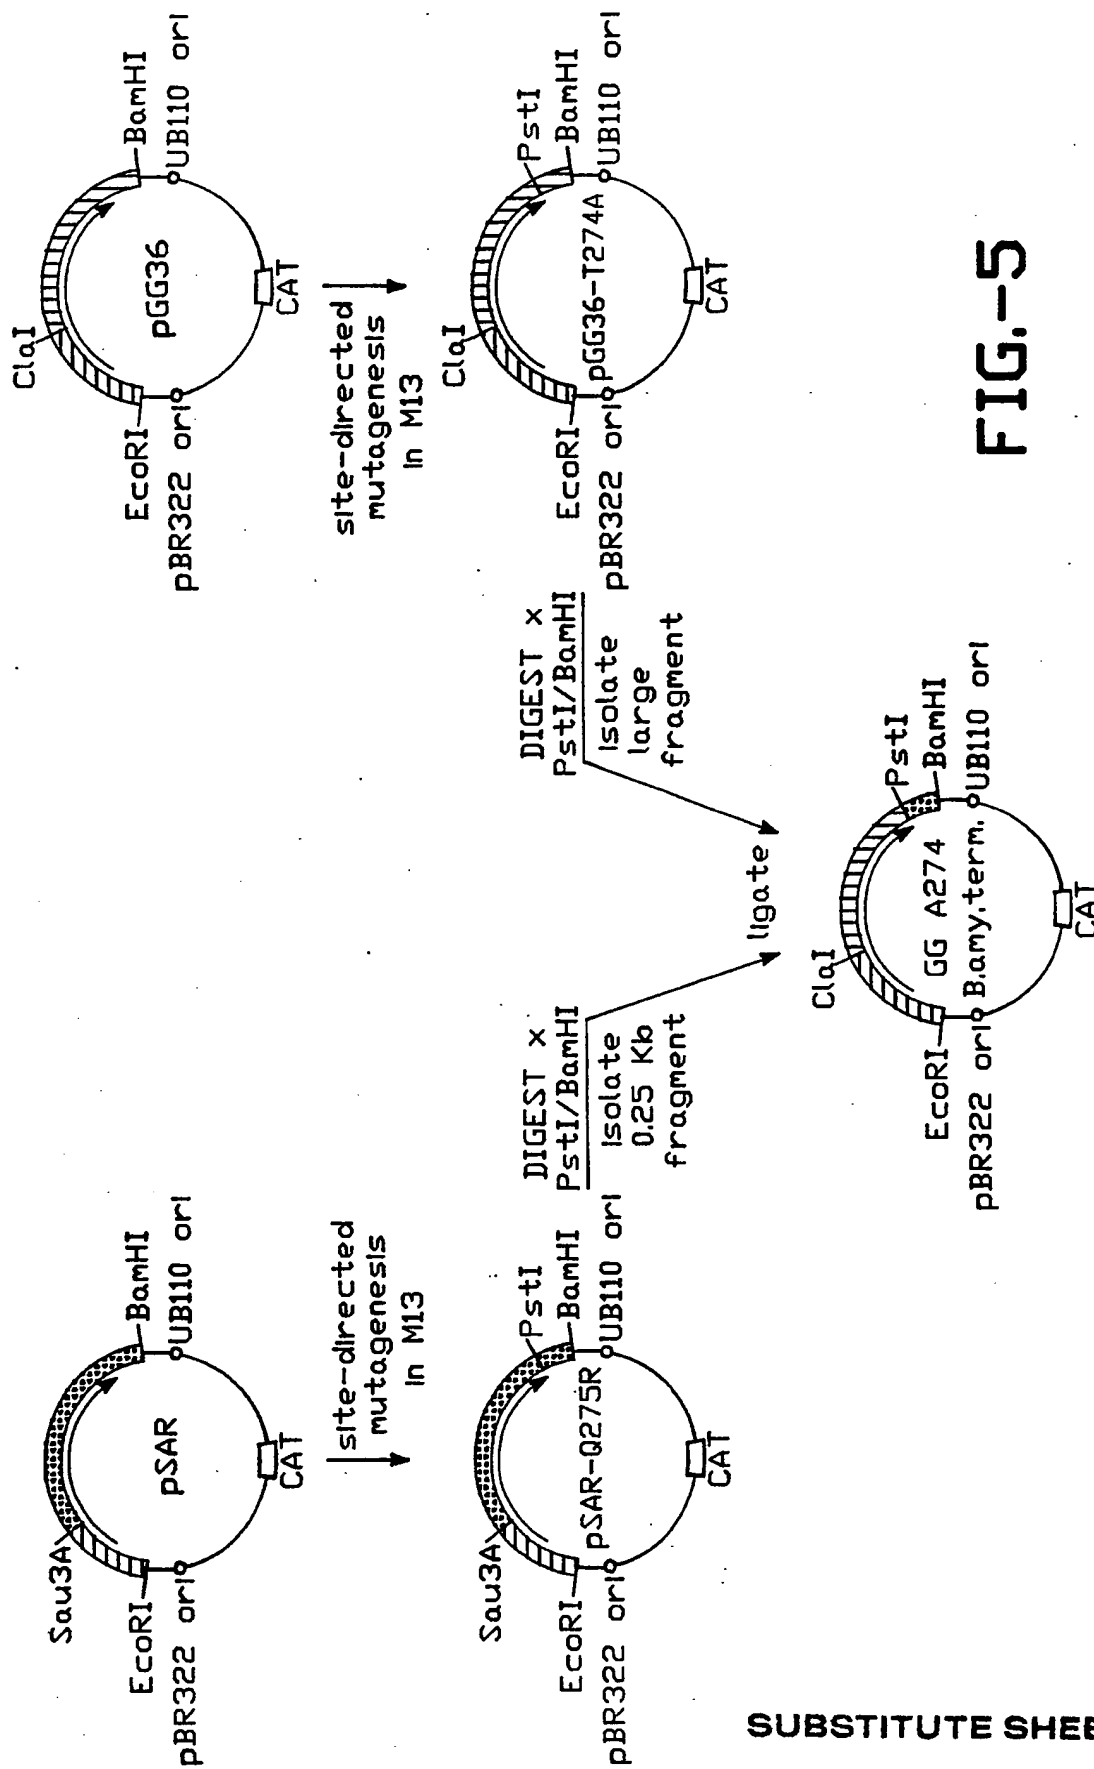 Sau3A
BamHI
EcoRI
UB110 ori
pBR322 ori
pSAR
CAT
site-directed
mutagenesis
in M13
Sau3A
PstI
BamHI
EcoRI
UB110 ori
pBR322 ori
pSAR-Q275R
CAT
DIGEST x
PstI/BamHI
Isolate
0.25 Kb
fragment
ClaI
BamHI
EcoRI
UB110 ori
pBR322 ori
pGG36
CAT
site-directed
mutagenesis
in M13
ClaI
PstI
BamHI
EcoRI
UB110 ori
pBR322 ori
pGG36-T274A
CAT
DIGEST x
PstI/BamHI
Isolate
large
fragment
ligate
ClaI
PstI
BamHI
EcoRI
UB110 ori
pBR322 ori
GG A274
B.amy.term.
CAT
FIG.-5
SUBSTITUTE SHEE